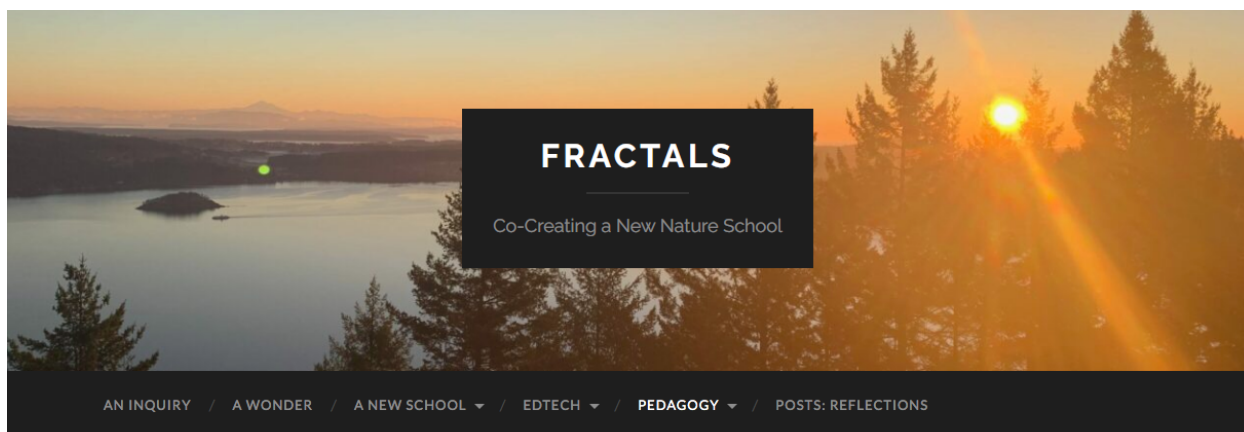 FRACTALS
Co-Creating a New Nature School
AN INQUIRY / A WONDER / A NEW SCHOOL / EDTECH / PEDAGOGY / POSTS: REFLECTIONS